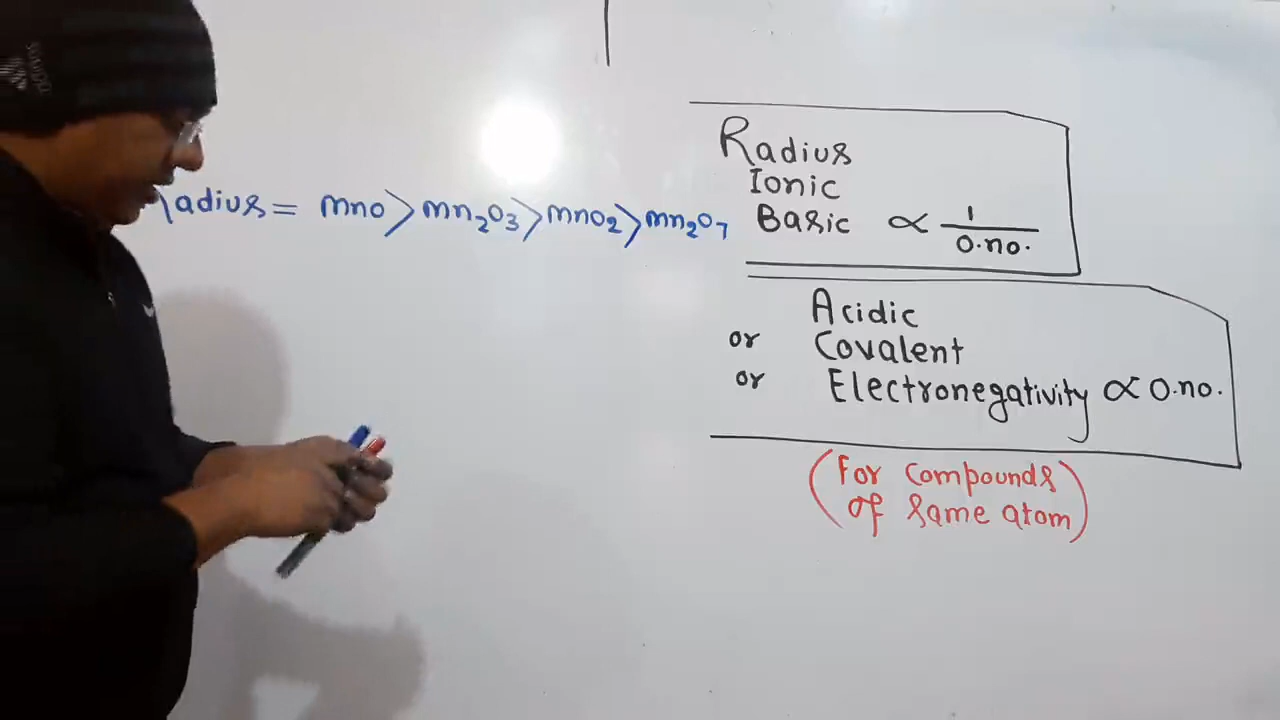 Radius = mno > mn₂O₃ > mnO₂ > mn₂O₇
Radius
Ionic
Basic ∝ 1/O.no.
Acidic
or Covalent
or Electronegativity ∝ O.no.
(For Compounds
of same atom)